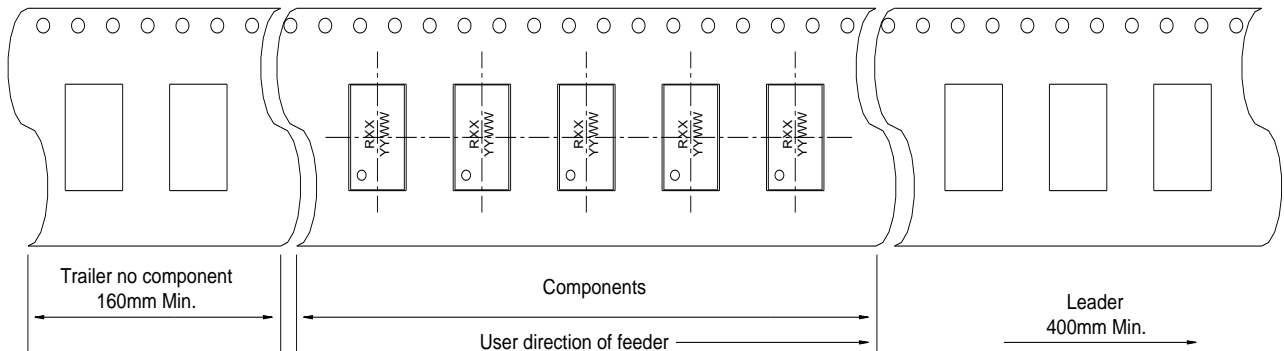 RXX
YYWW
RXX
YYWW
RXX
YYWW
RXX
YYWW
RXX
YYWW
Trailer no component
160mm Min.
Components
User direction of feeder
Leader
400mm Min.